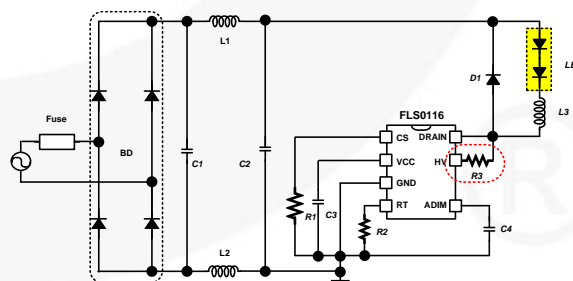 L1
LE
D1
L3
Fuse
FLS0116
CS
DRAIN
BD
C1
C2
VCC
HV
R3
GND
R1
C3
RT
ADIM
R2
C4
L2